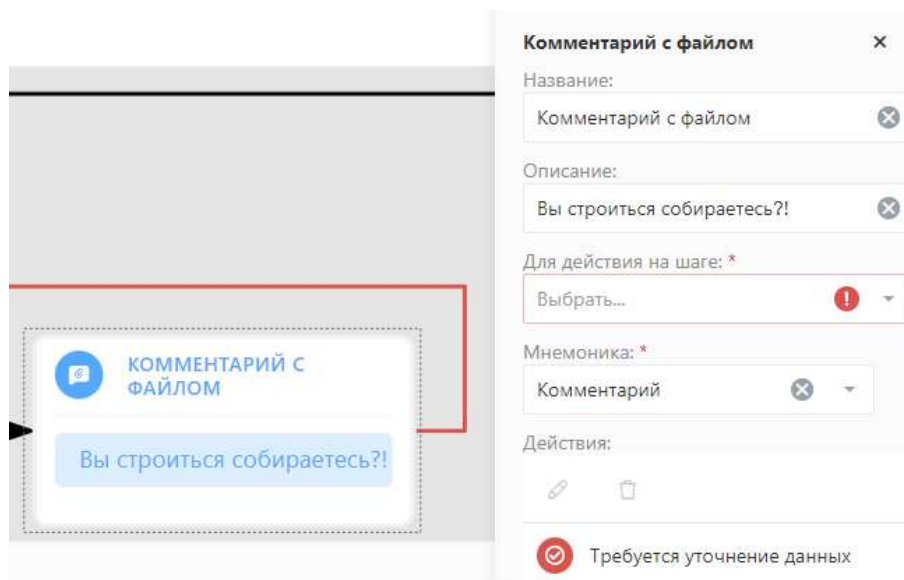 КОММЕНТАРИЙ С
ФАЙЛОМ
Вы строиться собираетесь?!
Комментарий с файлом
Название:
Комментарий с файлом
Описание:
Вы строиться собираетесь?!
Для действия на шаге: *
Выбрать...
Мнемоника: *
Комментарий
Действия:
Требуется уточнение данных